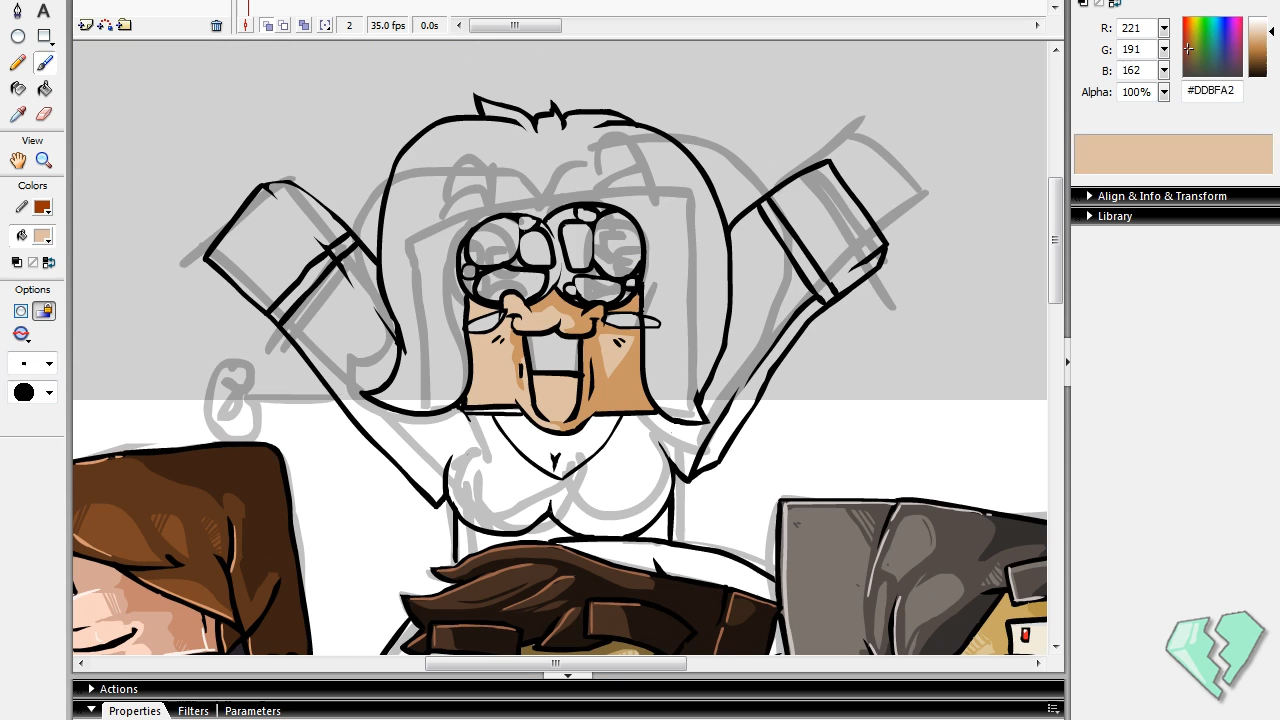 A
2 35.0 fps 0.0s
View
Colors
Options
R: 221
G: 191
B: 162
Alpha: 100% #DDBFA2
Align & Info & Transform
Library
Actions
Properties Filters Parameters